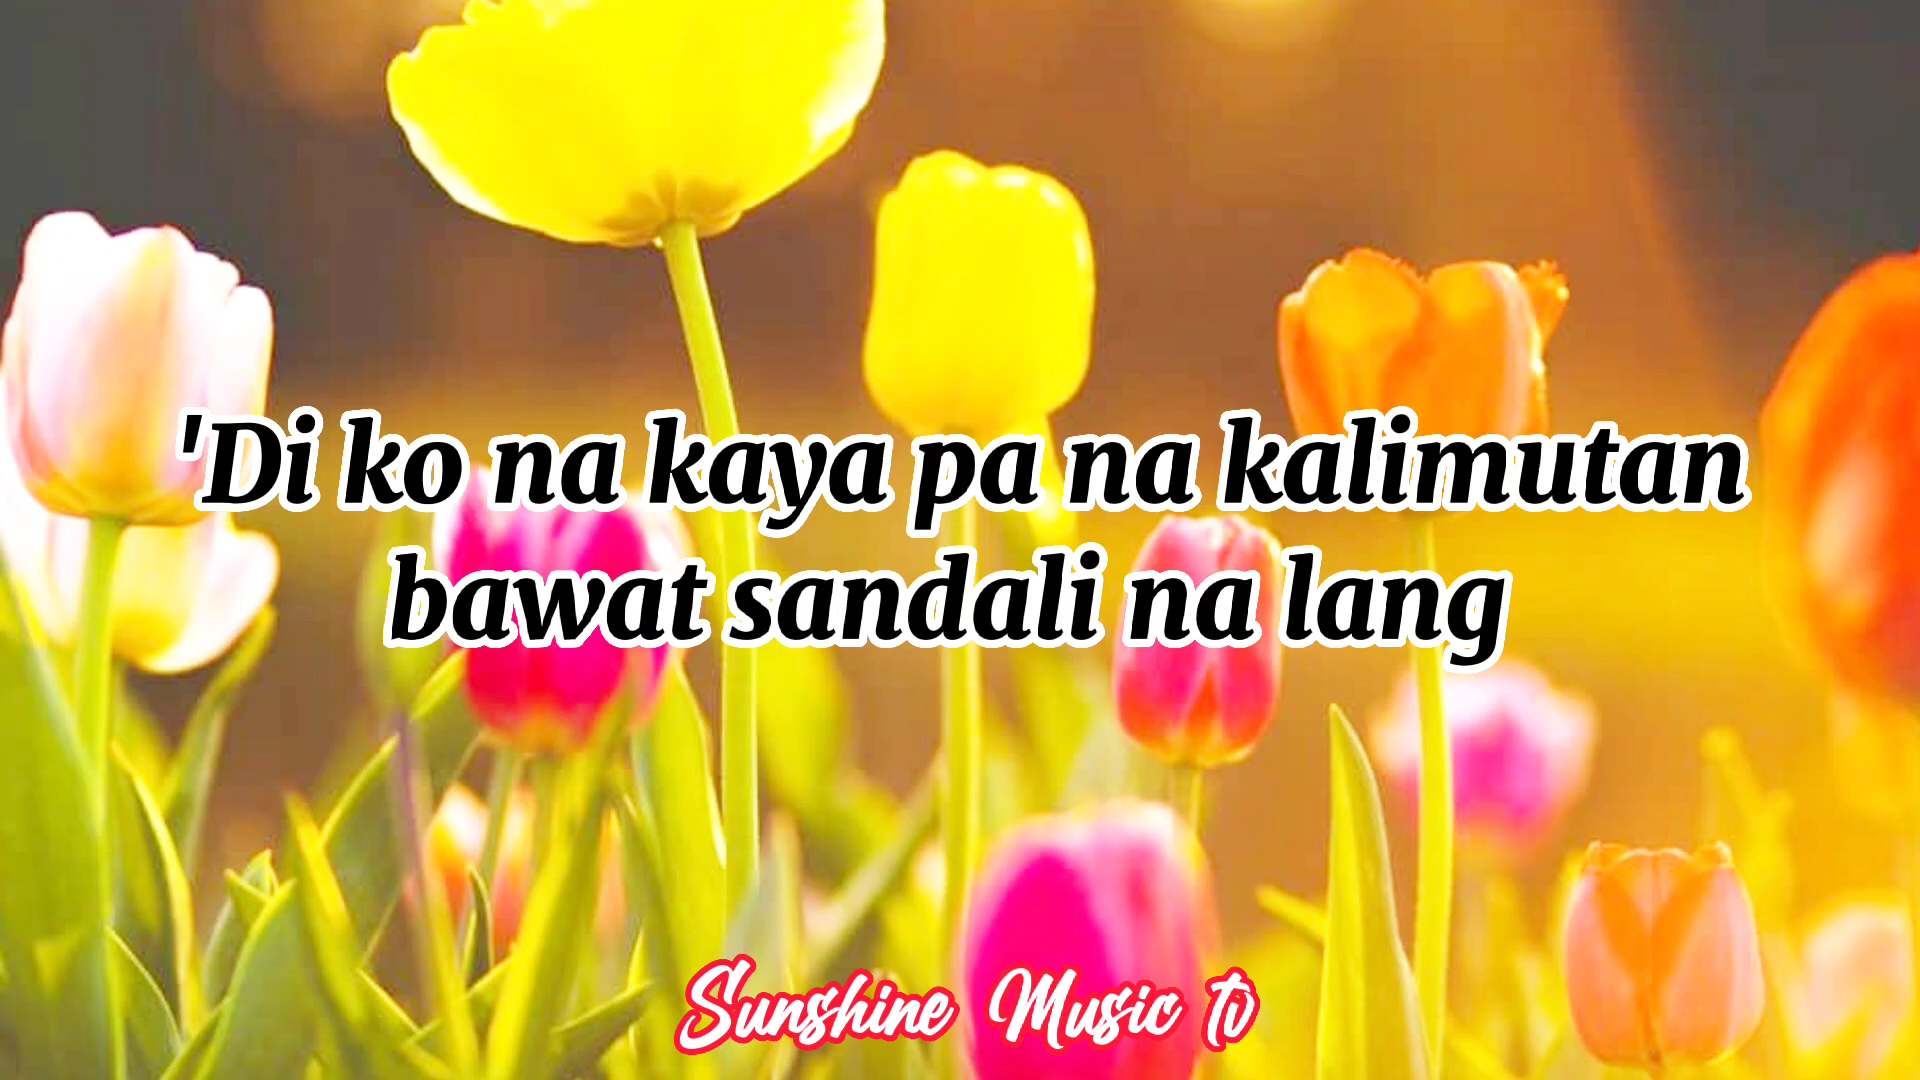 'Di ko na kaya pa na kalimutan
bawat sandali na lang
Sunshine Music tv